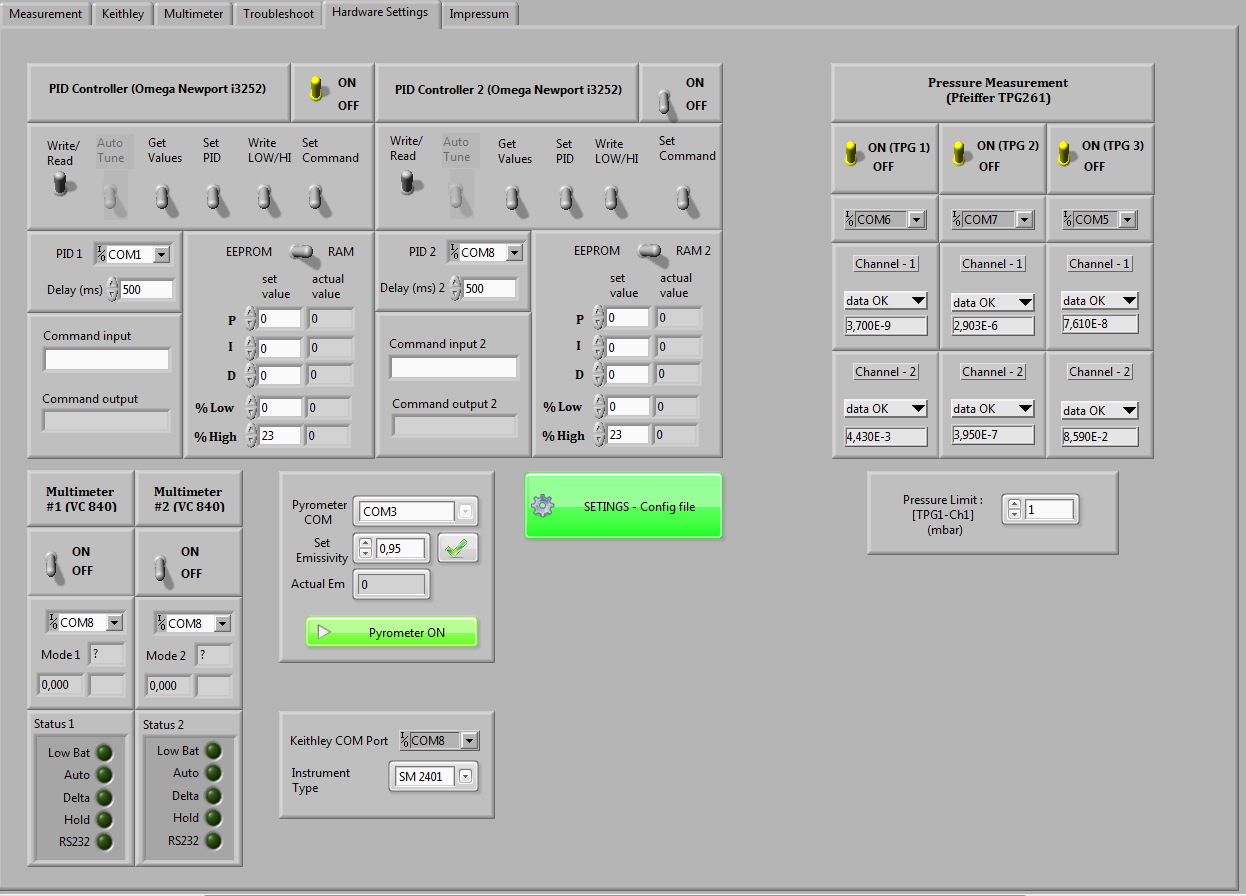 Measurement
Keithley
Multimeter
Troubleshoot
Hardware Settings
Impressum
PID Controller (Omega Newport i3252)
ON
OFF
Write/
Read
Auto
Tune
Get
Values
Set
PID
Write
LOW/HI
Set
Command
PID 1
COM1
Delay (ms)
500
Command input
Command output
EEPROM
RAM
set
value
actual
value
P
0
0
I
0
0
D
0
0
% Low
0
0
% High
23
0
PID Controller 2 (Omega Newport i3252)
ON
OFF
Write/
Read
Auto
Tune
Get
Values
Set
PID
Write
LOW/HI
Set
Command
PID 2
COM8
Delay (ms) 2
500
Command input 2
Command output 2
EEPROM
RAM 2
set
value
actual
value
P
0
0
I
0
0
D
0
0
% Low
0
0
% High
23
0
Pressure Measurement
(Pfeiffer TPG261)
ON (TPG 1)
OFF
ON (TPG 2)
OFF
ON (TPG 3)
OFF
COM6
COM7
COM5
Channel - 1
Channel - 1
Channel - 1
data OK
data OK
data OK
3,700E-9
2,903E-6
7,610E-8
Channel - 2
Channel - 2
Channel - 2
data OK
data OK
data OK
4,430E-3
3,950E-7
8,590E-2
Pressure Limit :
[TPG1-Ch1]
(mbar)
1
Multimeter
#1 (VC 840)
ON
OFF
COM8
Mode 1
?
0,000
Status 1
Low Bat
Auto
Delta
Hold
RS232
Multimeter
#2 (VC 840)
ON
OFF
COM8
Mode 2
?
0,000
Status 2
Low Bat
Auto
Delta
Hold
RS232
Pyrometer
COM
COM3
Set
Emissivity
0,95
Actual Em
0
Pyrometer ON
SETINGS - Config file
Keithley COM Port
COM8
Instrument
Type
SM 2401